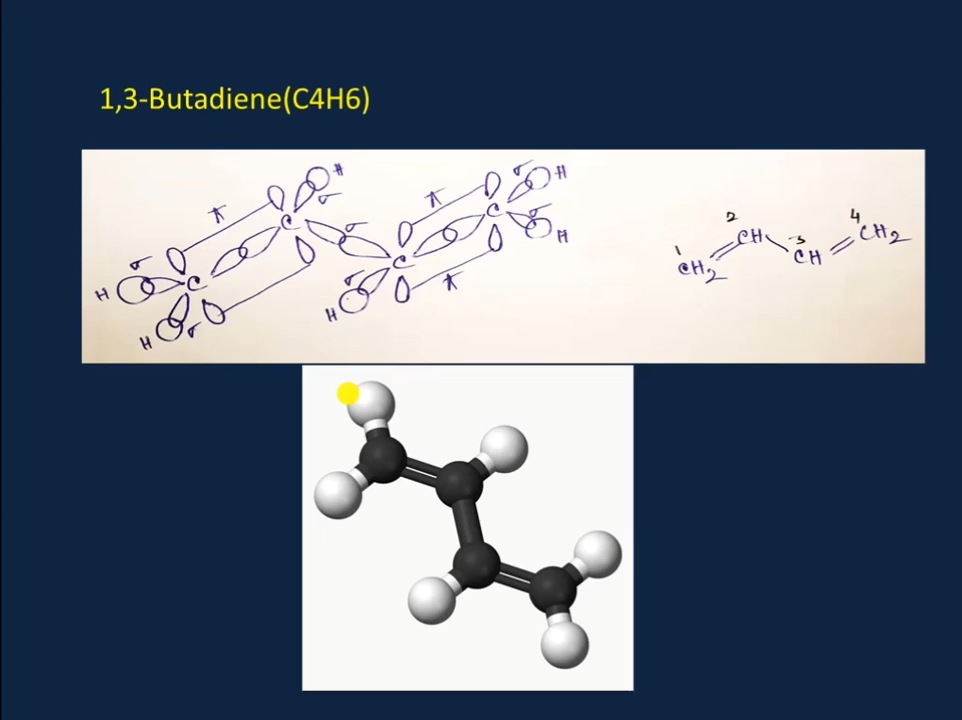 1,3-Butadiene(C4H6)
π σ H σ C σ π σ H σ C H
H σ C π C σ H
H σ σ H π
1 CH2 = 2 CH - 3 CH = 4 CH2